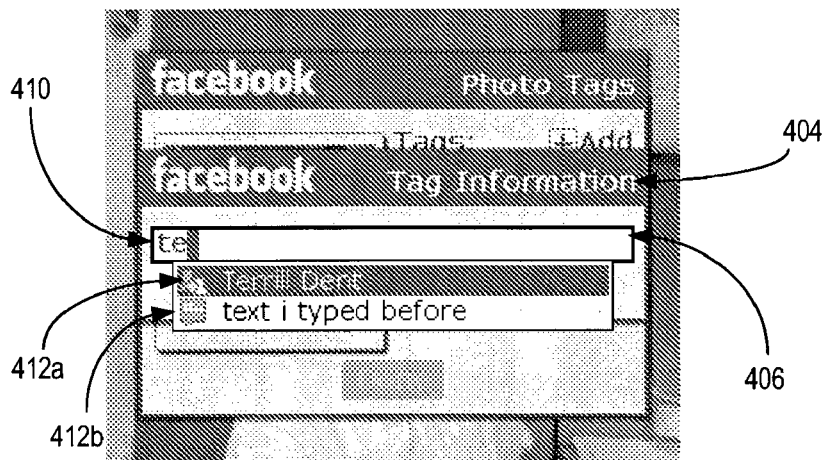 facebook Photo Tags
410
Tags: + Add
404
facebook Tag Information
te
Terrill Dent
text i typed before
412a
406
412b